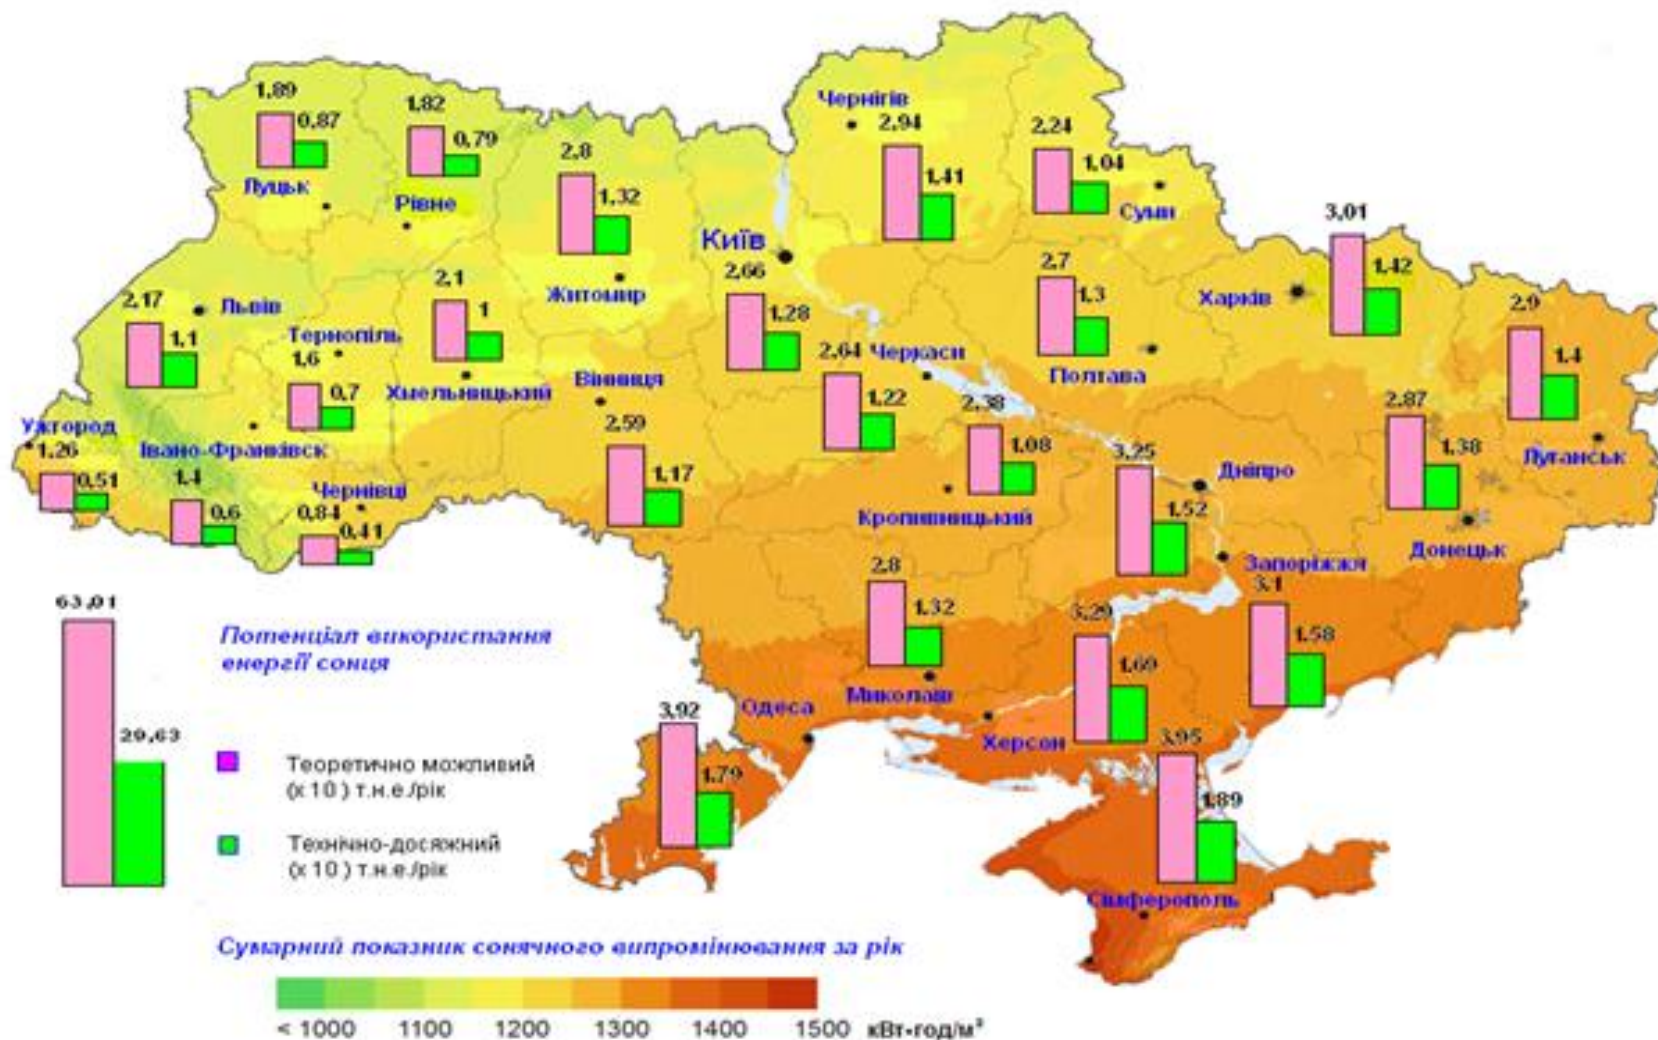 1,89
0,87
Луцьк
1,82
0,79
Рівне
2,8
1,32
Житомир
Чернігів
2,94
1,41
2,24
1,04
Суми
Київ
2,66
1,28
3,01
1,42
Харків
2,7
1,3
Полтава
2,9
1,4
Луганськ
2,17
1,1
Львів
Тернопіль
1,6
0,7
2,1
1
Хмельницький
Вінниця
2,59
1,17
2,64
1,22
Черкаси
2,38
1,08
Кропивницький
3,25
1,52
Дніпро
2,87
1,38
Донецьк
Ужгород
1,26
0,51
Івано-Франківск
1,4
0,6
Чернівці
0,84
0,41
2,8
1,32
Миколаїв
3,29
1,69
Херсон
Запоріжжя
3,1
1,58
Одеса
3,92
1,79
3,95
1,89
Сімферополь
63,01
29,63
Потенціал використання
енергії сонця
Теоретично можливий
(х 10 ) т.н.е./рік
Технічно-досяжний
(х 10 ) т.н.е./рік
Сумарний показник сонячного випромінювання за рік
< 1000 1100 1200 1300 1400 1500 кВт•год/м²